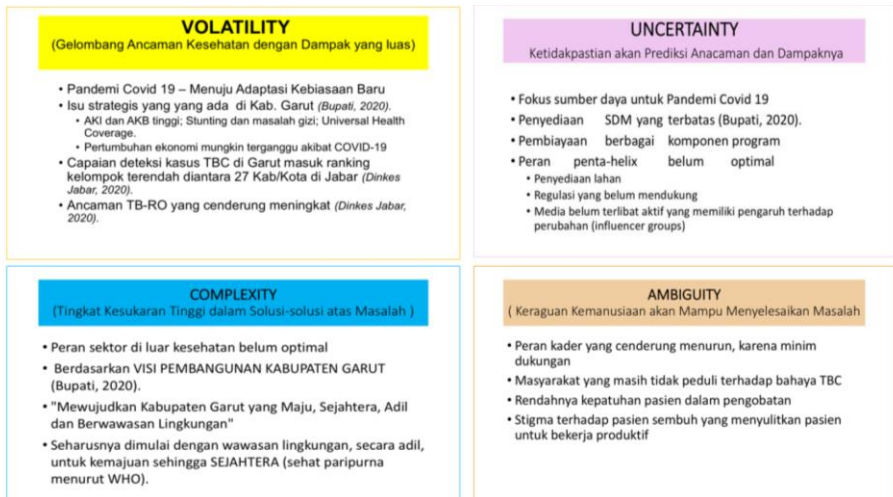 VOLATILITY
(Gelombang Ancaman Kesehatan dengan Dampak yang luas)
• Pandemi Covid 19 – Menuju Adaptasi Kebiasaan Baru
• Isu strategis yang yang ada di Kab. Garut (Bupati, 2020).
• AKI dan AKB tinggi; Stunting dan masalah gizi; Universal Health
Coverage.
• Pertumbuhan ekonomi mungkin terganggu akibat COVID-19
• Capaian deteksi kasus TBC di Garut masuk ranking
kelompok terendah diantara 27 Kab/Kota di Jabar (Dinkes
Jabar, 2020).
• Ancaman TB-RO yang cenderung meningkat (Dinkes Jabar,
2020).
UNCERTAINTY
Ketidakpastian akan Prediksi Anacaman dan Dampaknya
• Fokus sumber daya untuk Pandemi Covid 19
• Penyediaan SDM yang terbatas (Bupati, 2020).
• Pembiayaan berbagai komponen program
• Peran penta-helix belum optimal
• Penyediaan lahan
• Regulasi yang belum mendukung
• Media belum terlibat aktif yang memiliki pengaruh terhadap
perubahan (influencer groups)
COMPLEXITY
(Tingkat Kesukaran Tinggi dalam Solusi-solusi atas Masalah )
• Peran sektor di luar kesehatan belum optimal
• Berdasarkan VISI PEMBANGUNAN KABUPATEN GARUT
(Bupati, 2020).
• "Mewujudkan Kabupaten Garut yang Maju, Sejahtera, Adil
dan Berwawasan Lingkungan"
• Seharusnya dimulai dengan wawasan lingkungan, secara adil,
untuk kemajuan sehingga SEJAHTERA (sehat paripurna
menurut WHO).
AMBIGUITY
( Keraguan Kemanusiaan akan Mampu Menyelesaikan Masalah
• Peran kader yang cenderung menurun, karena minim
dukungan
• Masyarakat yang masih tidak peduli terhadap bahaya TBC
• Rendahnya kepatuhan pasien dalam pengobatan
• Stigma terhadap pasien sembuh yang menyulitkan pasien
untuk bekerja produktif